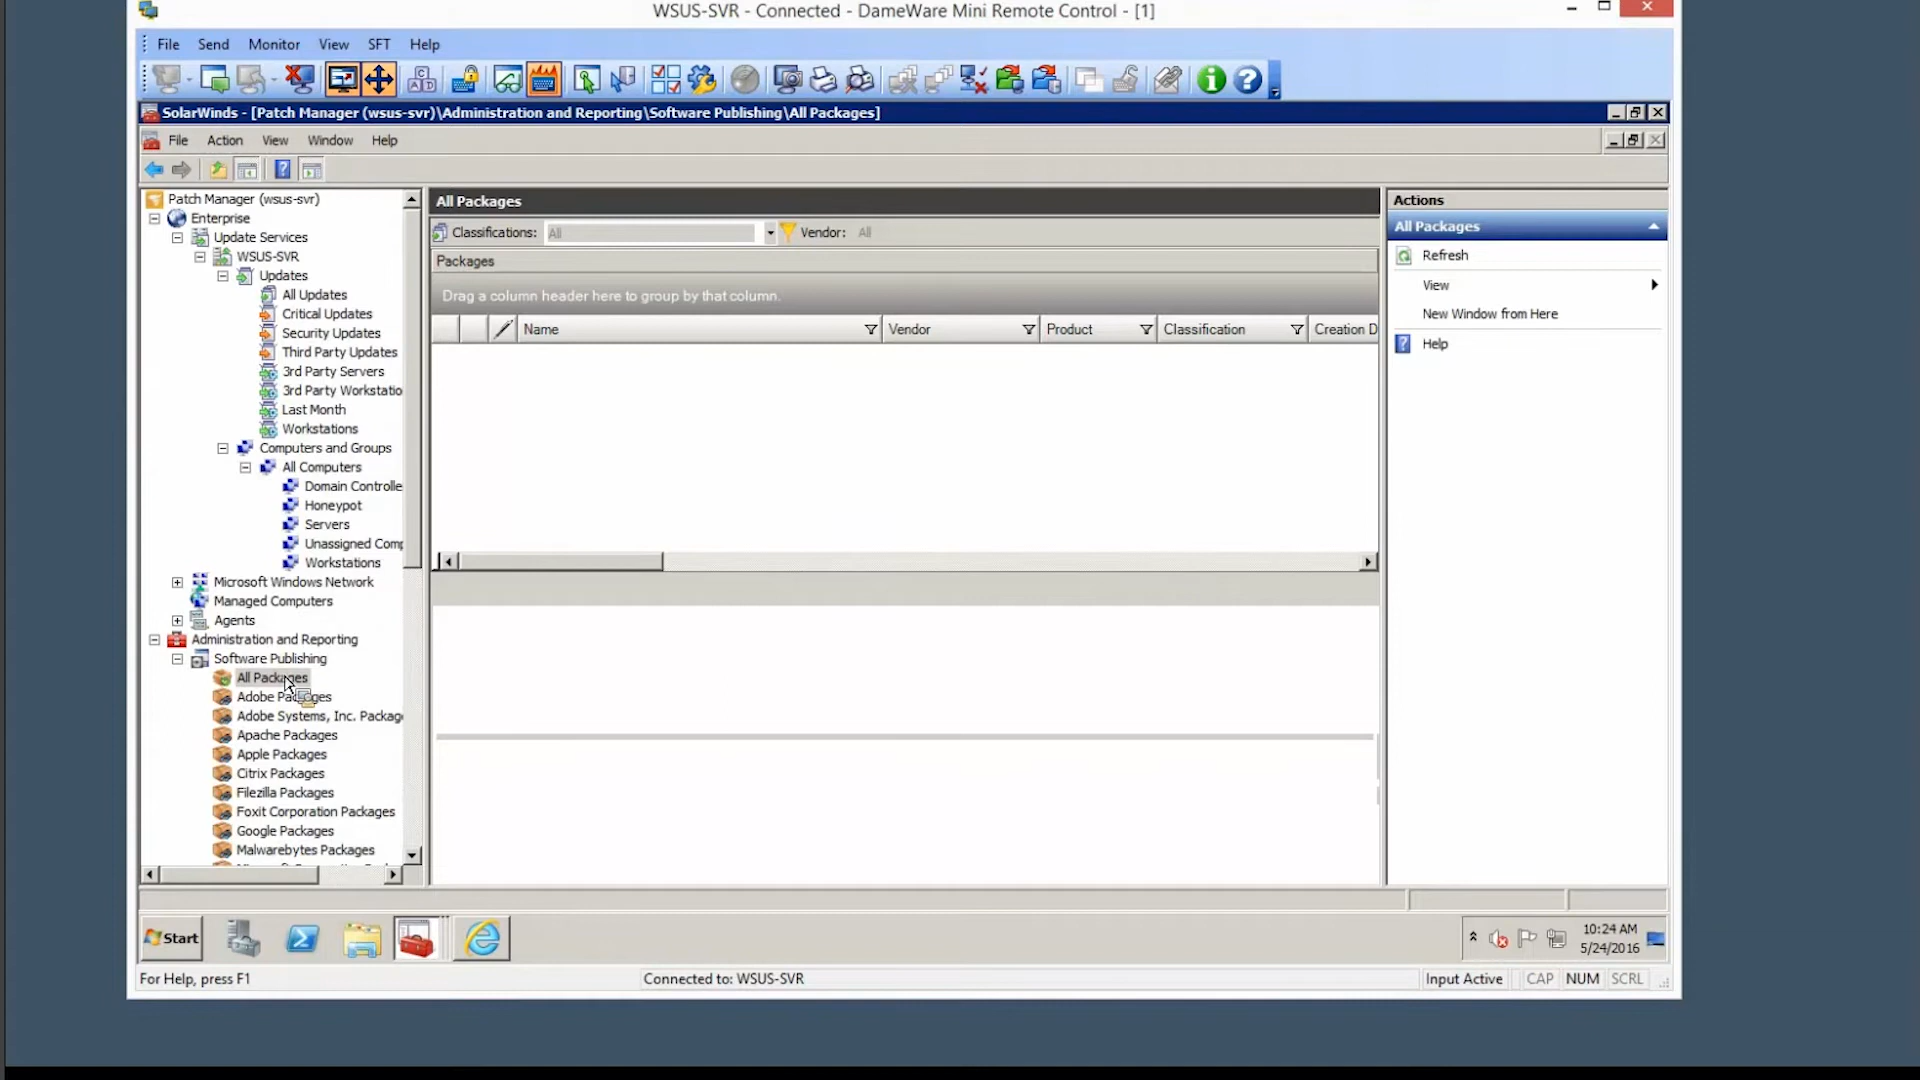 WSUS-SVR - Connected - DameWare Mini Remote Control - [1]
File Send Monitor View SFT Help
SolarWinds - [Patch Manager (wsus-svr)\Administration and Reporting\Software Publishing\All Packages]
File Action View Window Help
Patch Manager (wsus-svr)
Enterprise
Update Services
WSUS-SVR
Updates
All Updates
Critical Updates
Security Updates
Third Party Updates
3rd Party Servers
3rd Party Workstatio
Last Month
Workstations
Computers and Groups
All Computers
Domain Controlle
Honeypot
Servers
Unassigned Comp
Workstations
Microsoft Windows Network
Managed Computers
Agents
Administration and Reporting
Software Publishing
All Packages
Adobe Packages
Adobe Systems, Inc. Package
Apache Packages
Apple Packages
Citrix Packages
Filezilla Packages
Foxit Corporation Packages
Google Packages
Malwarebytes Packages
All Packages
Classifications: All Vendor: All
Packages
Drag a column header here to group by that column.
Name Vendor Product Classification Creation D
Actions
All Packages
Refresh
View
New Window from Here
Help
Start
10:24 AM
5/24/2016
For Help, press F1
Connected to: WSUS-SVR
Input Active CAP NUM SCRL